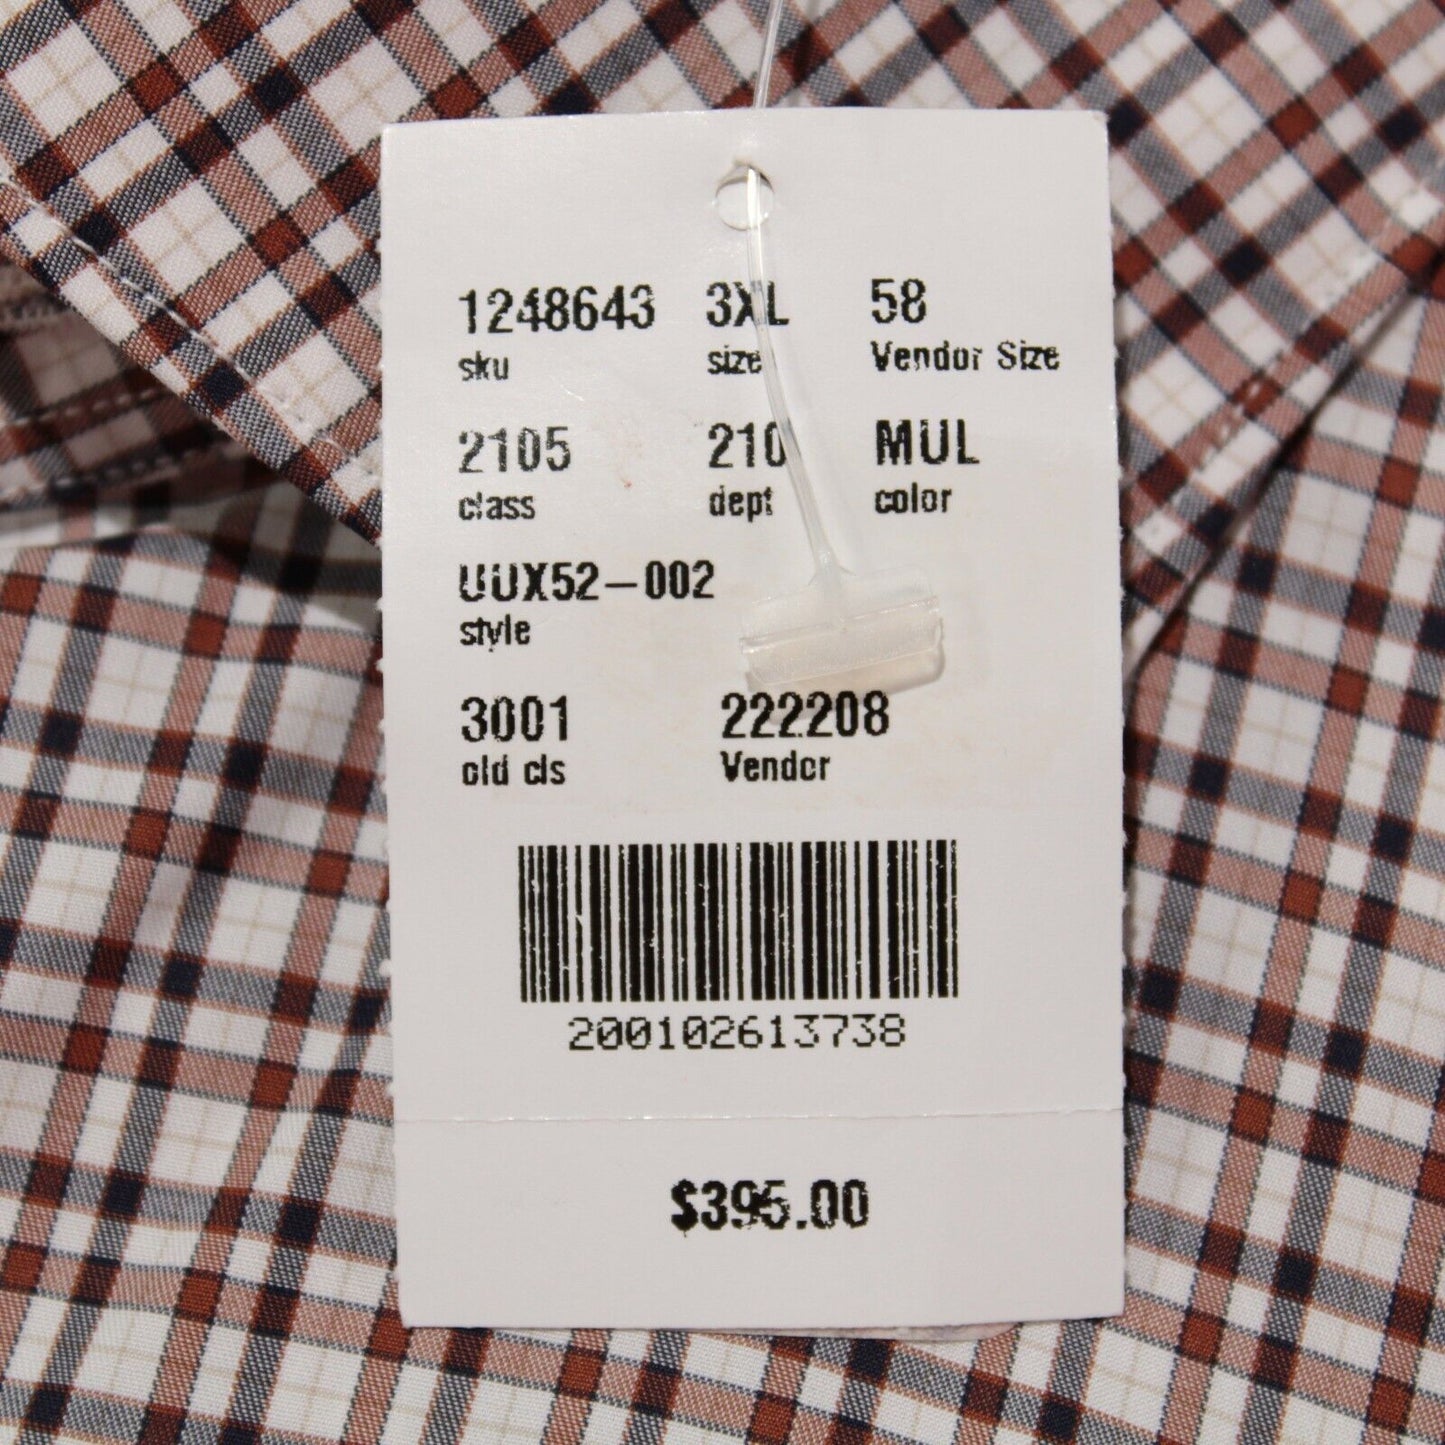 1248643 3XL 58
sku size Vendor Size
2105 210 MUL
class dept color
UUX52-002
style
3001 222208
old cls Vendor
200102613738
$395.00